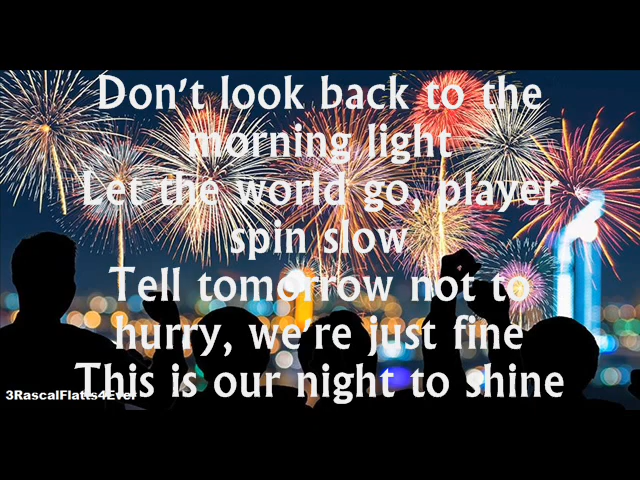 Don't look back to the
morning light
Let the world go, player
spin slow
Tell tomorrow not to
hurry, we're just fine
This is our night to shine
3RascalFlatts4Ever